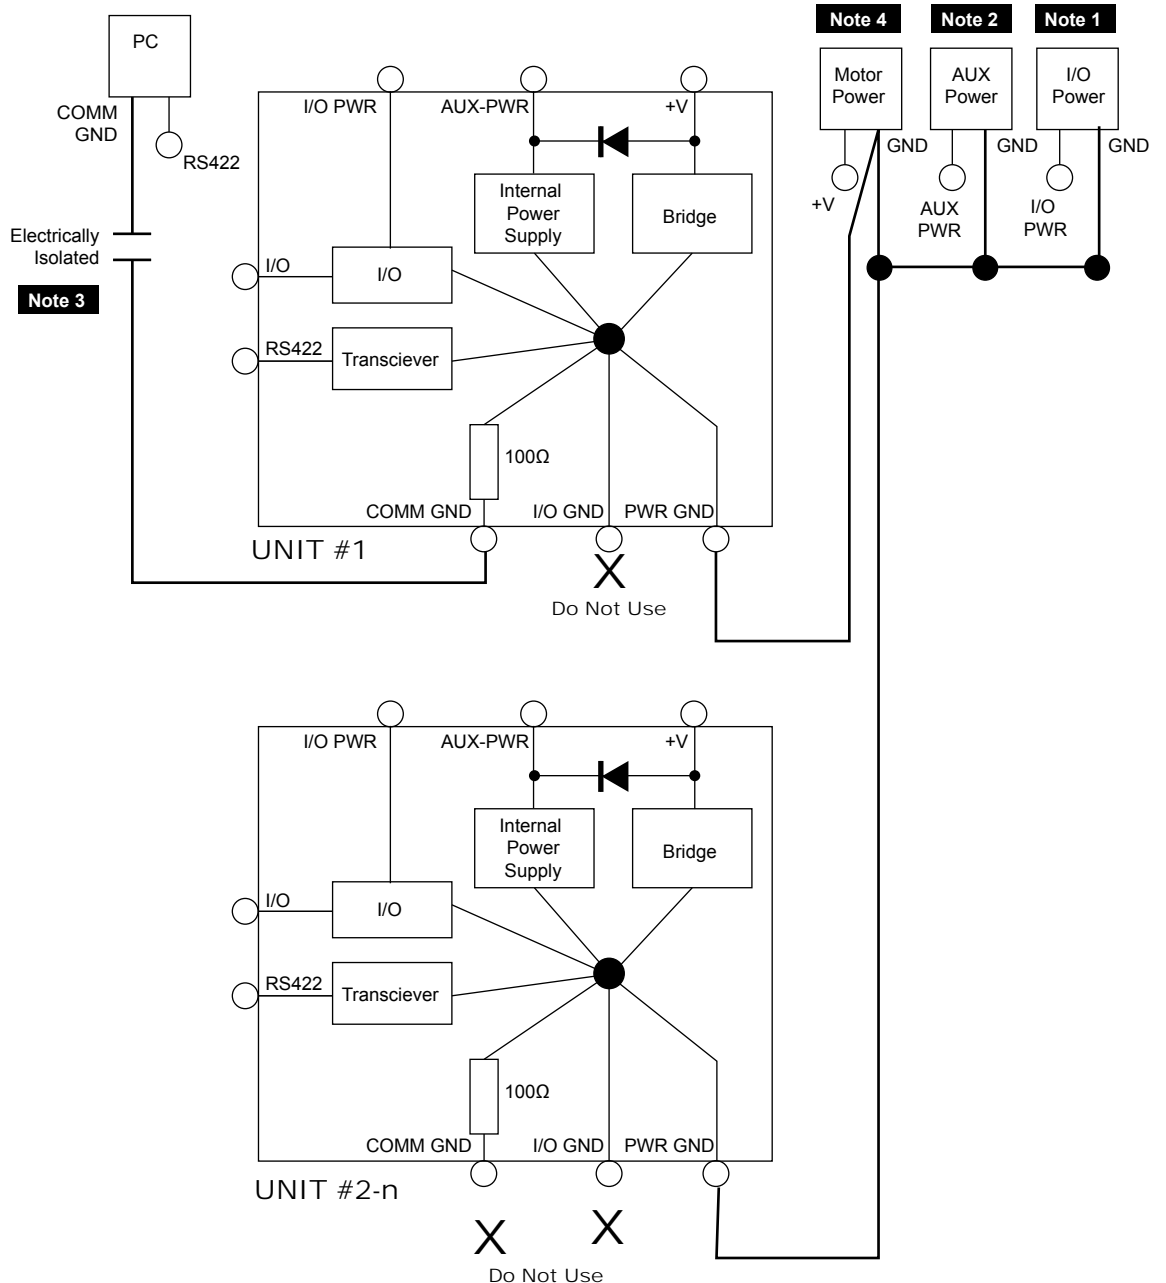 PC
COMM
GND
RS422
Electrically
Isolated
Note 3
I/O PWR
AUX-PWR
+V
Internal
Power
Supply
Bridge
I/O
I/O
RS422
Transciever
100Ω
COMM GND
I/O GND
PWR GND
UNIT #1
X
Do Not Use
Note 4
Note 2
Note 1
Motor
Power
AUX
Power
I/O
Power
GND
GND
GND
+V
AUX
PWR
I/O
PWR
I/O PWR
AUX-PWR
+V
Internal
Power
Supply
Bridge
I/O
I/O
RS422
Transciever
100Ω
COMM GND
I/O GND
PWR GND
UNIT #2-n
X
X
Do Not Use